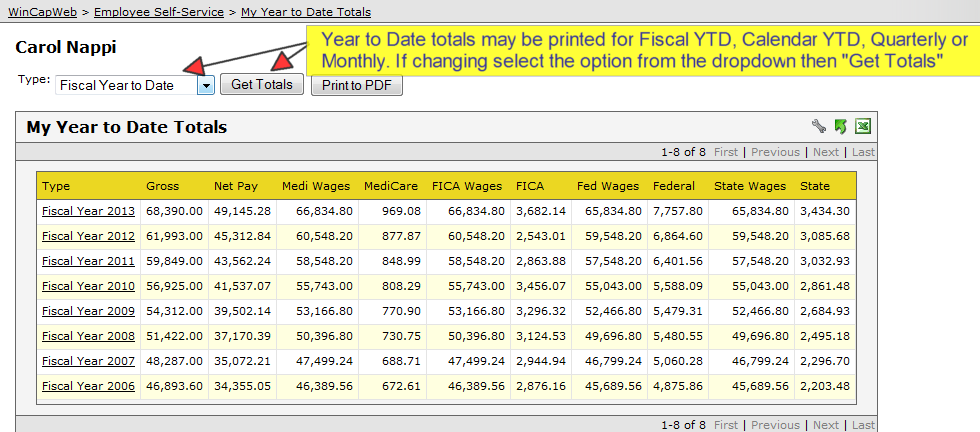 WinCapWeb > Employee Self-Service > My Year to Date Totals
Carol Nappi
Year to Date totals may be printed for Fiscal YTD, Calendar YTD, Quarterly or
Monthly. If changing select the option from the dropdown then "Get Totals"
Type: Fiscal Year to Date Get Totals Print to PDF
My Year to Date Totals
1-8 of 8 First | Previous | Next | Last
Type Gross Net Pay Medi Wages MediCare FICA Wages FICA Fed Wages Federal State Wages State
Fiscal Year 2013 68,390.00 49,145.28 66,834.80 969.08 66,834.80 3,682.14 65,834.80 7,757.80 65,834.80 3,434.30
Fiscal Year 2012 61,993.00 45,312.84 60,548.20 877.87 60,548.20 2,543.01 59,548.20 6,864.60 59,548.20 3,085.68
Fiscal Year 2011 59,849.00 43,562.24 58,548.20 848.99 58,548.20 2,863.88 57,548.20 6,401.56 57,548.20 3,032.93
Fiscal Year 2010 56,925.00 41,537.07 55,743.00 808.29 55,743.00 3,456.07 55,043.00 5,588.09 55,043.00 2,861.48
Fiscal Year 2009 54,312.00 39,502.14 53,166.80 770.90 53,166.80 3,296.32 52,466.80 5,479.31 52,466.80 2,684.93
Fiscal Year 2008 51,422.00 37,170.39 50,396.80 730.75 50,396.80 3,124.53 49,696.80 5,480.55 49,696.80 2,495.18
Fiscal Year 2007 48,287.00 35,072.21 47,499.24 688.71 47,499.24 2,944.94 46,799.24 5,060.28 46,799.24 2,296.70
Fiscal Year 2006 46,893.60 34,355.05 46,389.56 672.61 46,389.56 2,876.16 45,689.56 4,875.86 45,689.56 2,203.48
1-8 of 8 First | Previous | Next | Last